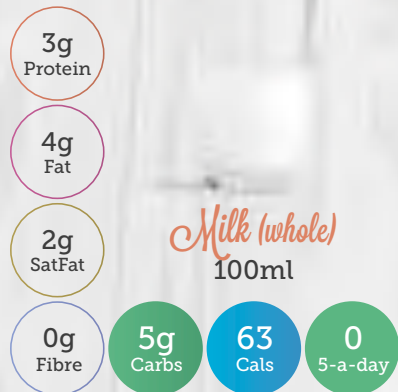 3g
Protein
4g
Fat
2g
SatFat
Milk (whole)
100ml
0g
Fibre
5g
Carbs
63
Cals
0
5-a-day